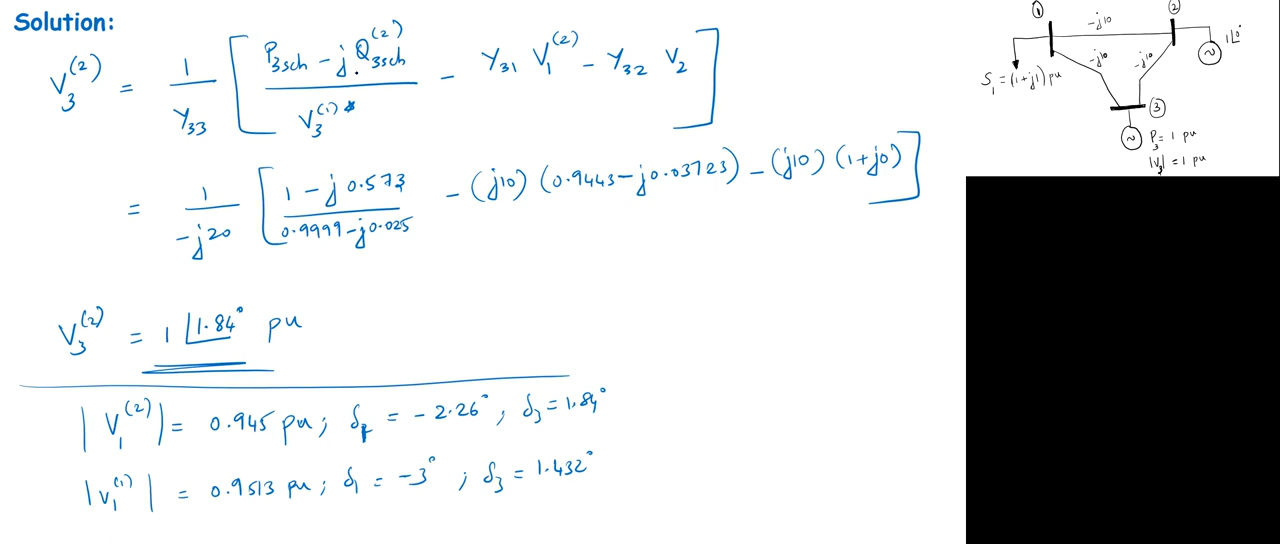 Solution:
V₃⁽²⁾ = 1/Y₃₃ [ (P₃sch - jQ₃sch⁽²⁾)/V₃⁽¹⁾* - Y₃₁ V₁⁽²⁾ - Y₃₂ V₂ ]
= 1/-j20 [ (1 - j0.573)/(0.9999-j0.025) - (j10) (0.9443-j0.03723) - (j10) (1+j0) ]
V₃⁽²⁾ = 1∠1.84° pu
|V₁⁽²⁾| = 0.945 pu; δ₁ = -2.26°, δ₃ = 1.84°
|V₁⁽¹⁾| = 0.9513 pu; δ₁ = -3°; δ₃ = 1.432°
① ②
-j10
1∠0°
-j10 -j10
S₁ = (1+j1) pu
③
~ P₃ = 1 pu
|V₃| = 1 pu